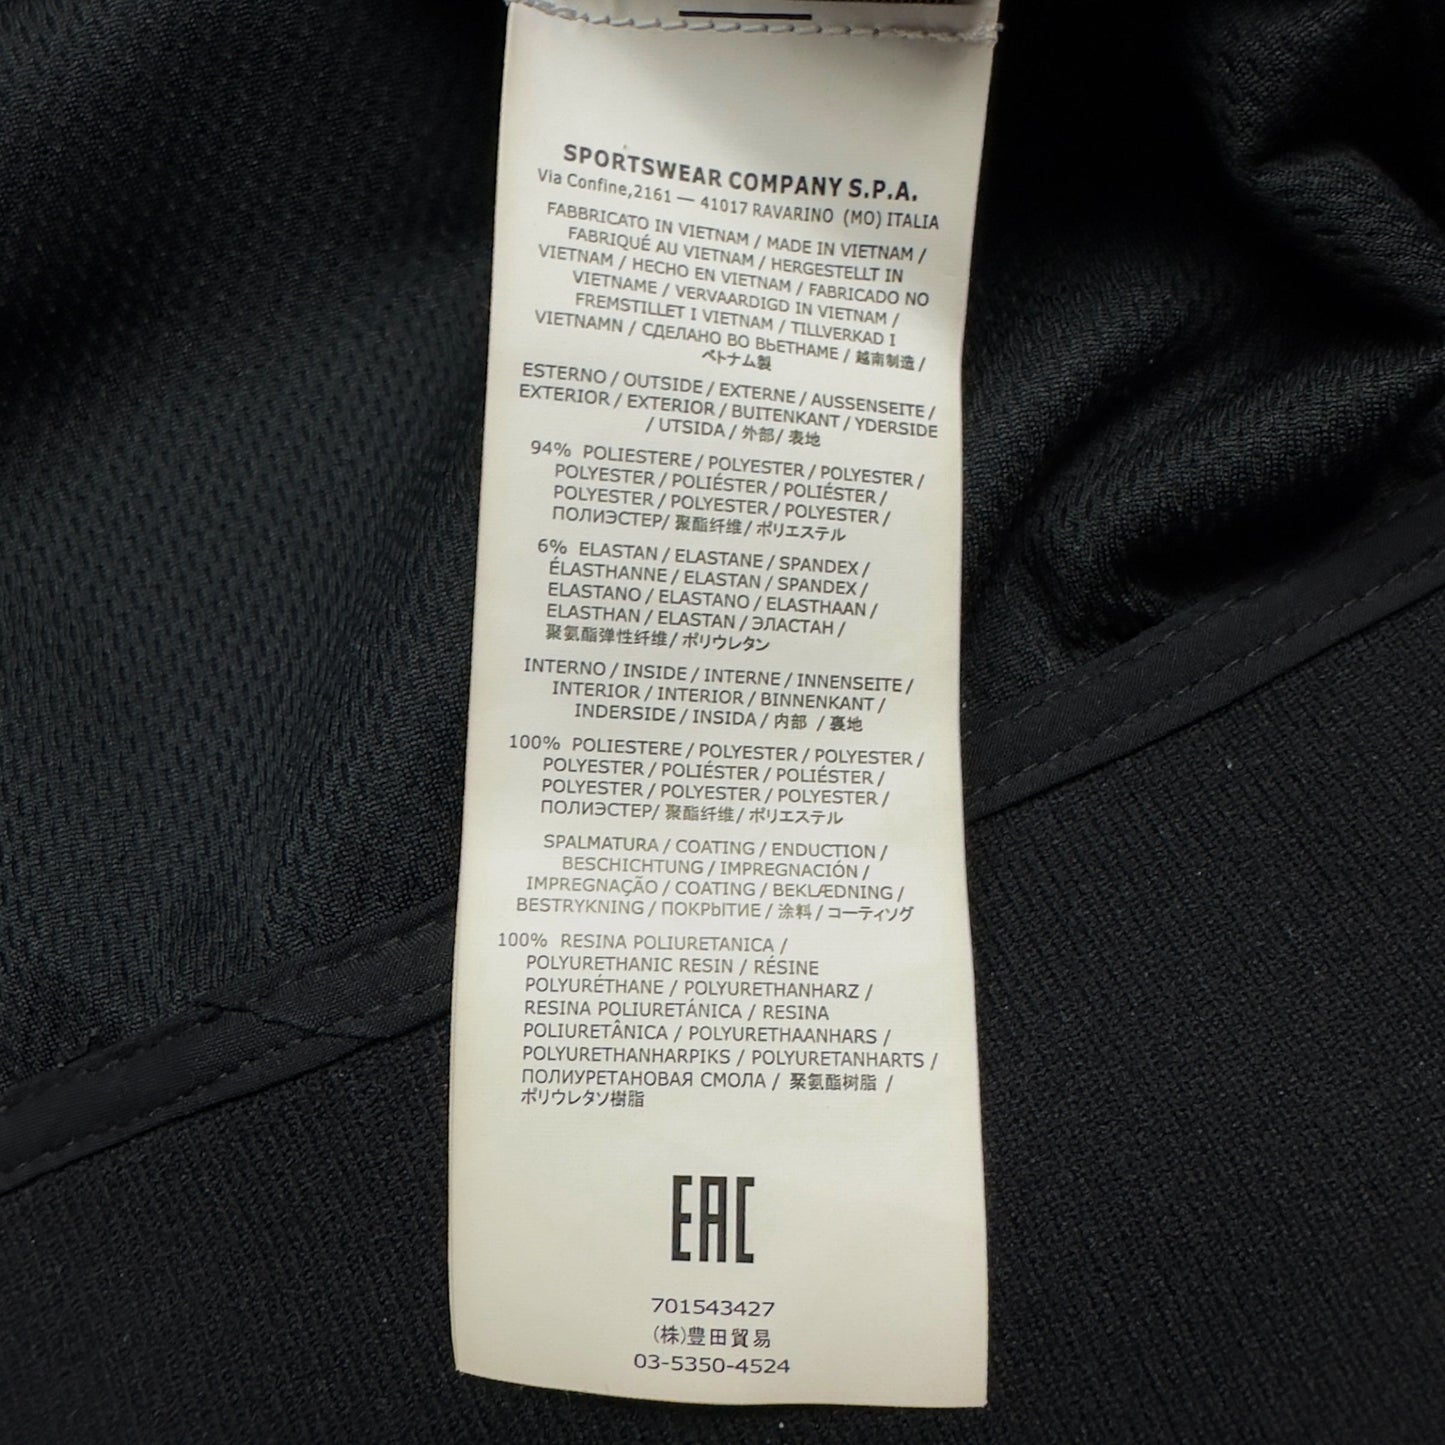 SPORTSWEAR COMPANY S.P.A.
Via Confine,2161 — 41017 RAVARINO (MO) ITALIA
FABBRICATO IN VIETNAM / MADE IN VIETNAM /
FABRIQUÉ AU VIETNAM / HERGESTELLT IN
VIETNAM / HECHO EN VIETNAM / FABRICADO NO
VIETNAME / VERVAARDIGD IN VIETNAM /
FREMSTILLET I VIETNAM / TILLVERKAD I
VIETNAMN / СДЕЛАНО ВО ВЬЕТНАМЕ / 越南制造 /
ベトナム製
ESTERNO / OUTSIDE / EXTERNE / AUSSENSEITE /
EXTERIOR / EXTERIOR / BUITENKANT / YDERSIDE
/ UTSIDA / 外部/ 表地
94% POLIESTERE / POLYESTER / POLYESTER /
POLYESTER / POLIÉSTER / POLIÉSTER /
POLYESTER / POLYESTER / POLYESTER /
ПОЛИЭСТЕР/ 聚酯纤维/ ポリエステル
6% ELASTAN / ELASTANE / SPANDEX /
ÉLASTHANNE / ELASTAN / SPANDEX /
ELASTANO / ELASTANO / ELASTHAAN /
ELASTHAN / ELASTAN / ЭЛАСТАН /
聚氨酯弹性纤维/ ポリウレタン
INTERNO / INSIDE / INTERNE / INNENSEITE /
INTERIOR / INTERIOR / BINNENKANT /
INDERSIDE / INSIDA / 内部 / 裏地
100% POLIESTERE / POLYESTER / POLYESTER /
POLYESTER / POLIÉSTER / POLIÉSTER /
POLYESTER / POLYESTER / POLYESTER /
ПОЛИЭСТЕР/ 聚酯纤维/ ポリエステル
SPALMATURA / COATING / ENDUCTION /
BESCHICHTUNG / IMPREGNACIÓN /
IMPREGNAÇÃO / COATING / BEKLÆDNING /
BESTRYKNING / ПОКРЫТИЕ / 涂料 / コーティング
100% RESINA POLIURETANICA /
POLYURETHANIC RESIN / RÉSINE
POLYURÉTHANE / POLYURETHANHARZ /
RESINA POLIURETÁNICA / RESINA
POLIURETÂNICA / POLYURETHAANHARS /
POLYURETHANHARPIKS / POLYURETANHARTS /
ПОЛИУРЕТАНОВАЯ СМОЛА / 聚氨酯树脂 /
ポリウレタソ樹脂
EAC
701543427
(株)豊田貿易
03-5350-4524